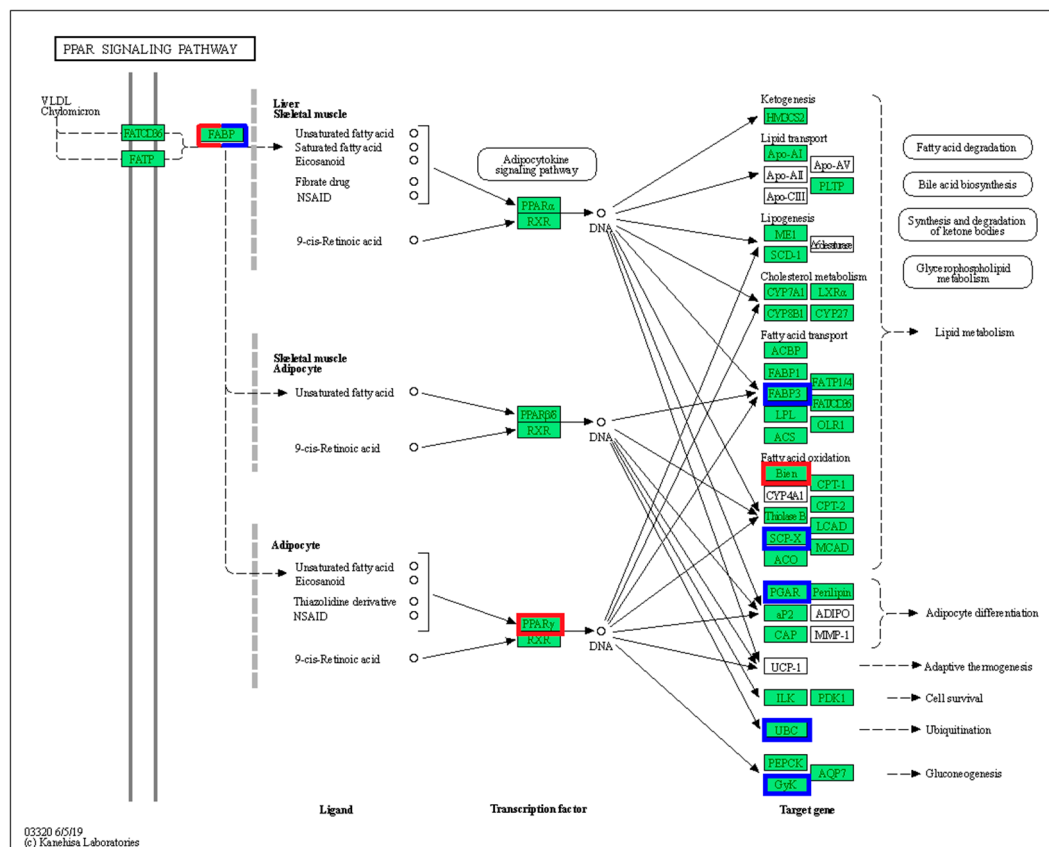 PPAR SIGNALING PATHWAY
VLDL
Chylomicron
FAT/CD36
FATP
FABP
Liver
Skeletal muscle
Unsaturated fatty acid
Saturated fatty acid
Eicosanoid
Fibrate drug
NSAID
9-cis-Retinoic acid
Adipocytokine
signaling pathway
PPARα
RXR
DNA
Skeletal muscle
Adipocyte
Unsaturated fatty acid
9-cis-Retinoic acid
PPARβ/δ
RXR
DNA
Adipocyte
Unsaturated fatty acid
Eicosanoid
Thiazolidine derivative
NSAID
9-cis-Retinoic acid
PPARγ
RXR
DNA
Ketogenesis
HMGCS2
Lipid transport
Apo-AI
Apo-AII
Apo-AV
Apo-CIII
PLTP
Lipogenesis
ME1
SCD-1
Δ6desaturase
Cholesterol metabolism
CYP7A1
LXRα
CYP8B1
CYP27
Fatty acid transport
ACBP
FABP1
FATP1/4
FABP3
FAT/CD36
LPL
OLR1
ACS
Fatty acid oxidation
Bien
CPT-1
CYP4A1
CPT-2
Thiolase B
LCAD
SCP-X
MCAD
ACO
PGAR
Perilipin
aP2
ADIPO
CAP
MMP-1
UCP-1
ILK
PDK1
UBC
PEPCK
AQP7
GyK
Fatty acid degradation
Bile acid biosynthesis
Synthesis and degradation
of ketone bodies
Glycerophospholipid
metabolism
Lipid metabolism
Adipocyte differentiation
Adaptive thermogenesis
Cell survival
Ubiquitination
Gluconeogenesis
Ligand
Transcription factor
Target gene
03320 6/5/19
(c) Kanehisa Laboratories